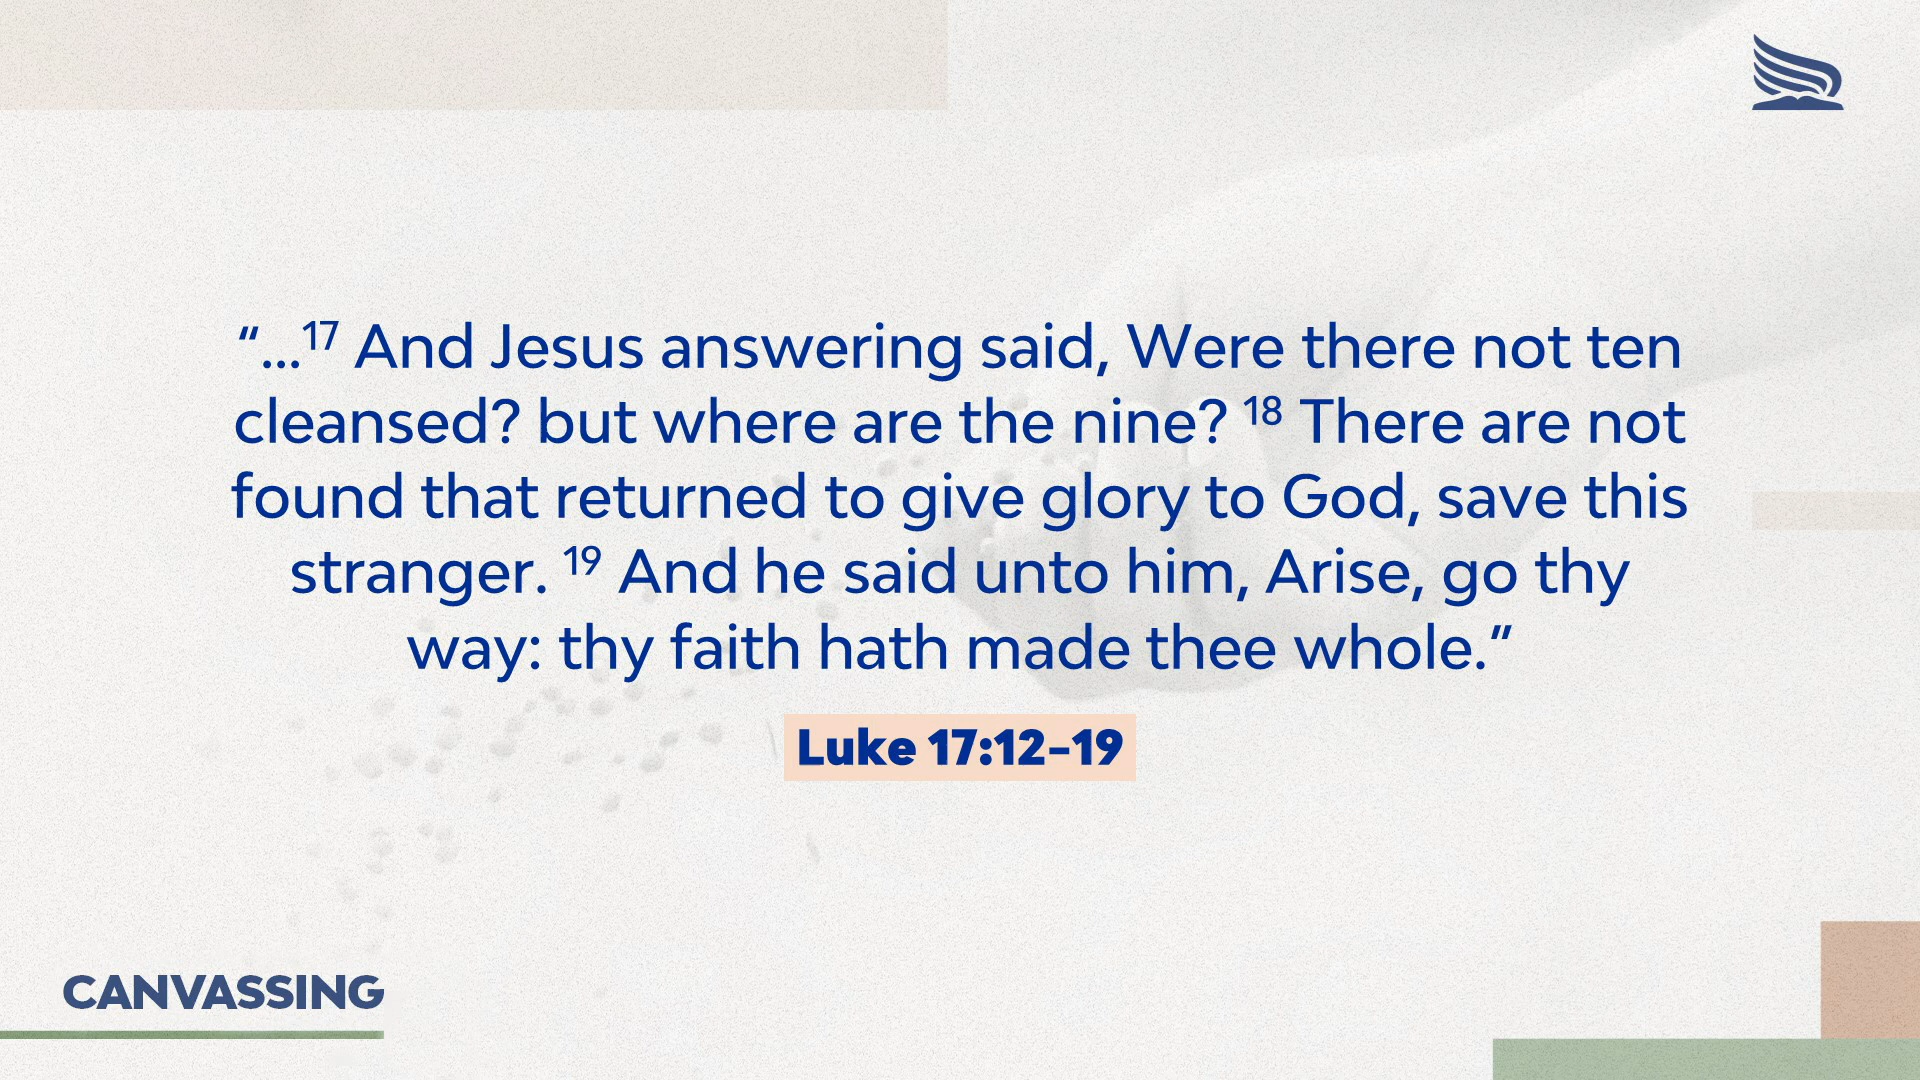 “...17 And Jesus answering said, Were there not ten
cleansed? but where are the nine? 18 There are not
found that returned to give glory to God, save this
stranger. 19 And he said unto him, Arise, go thy
way: thy faith hath made thee whole.”
Luke 17:12–19
CANVASSING